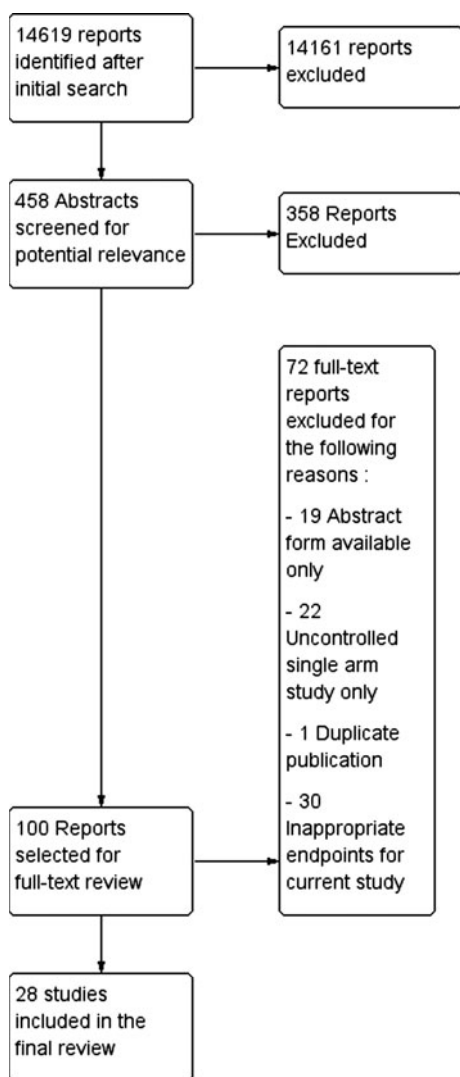 14619 reports
identified after
initial search
14161 reports
excluded
458 Abstracts
screened for
potential relevance
358 Reports
Excluded
72 full-text
reports
excluded for
the following
reasons :
- 19 Abstract
form available
only
- 22
Uncontrolled
single arm
study only
- 1 Duplicate
publication
- 30
Inappropriate
endpoints for
current study
100 Reports
selected for
full-text review
28 studies
included in the
final review